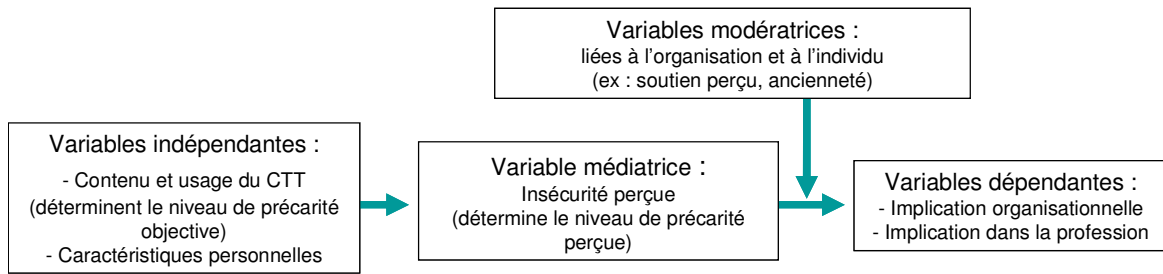 Variables modératrices :
liées à l'organisation et à l'individu
(ex : soutien perçu, ancienneté)
Variables indépendantes :
- Contenu et usage du CTT
(déterminent le niveau de précarité
objective)
- Caractéristiques personnelles
Variable médiatrice :
Insécurité perçue
(détermine le niveau de précarité
perçue)
Variables dépendantes :
- Implication organisationnelle
- Implication dans la profession